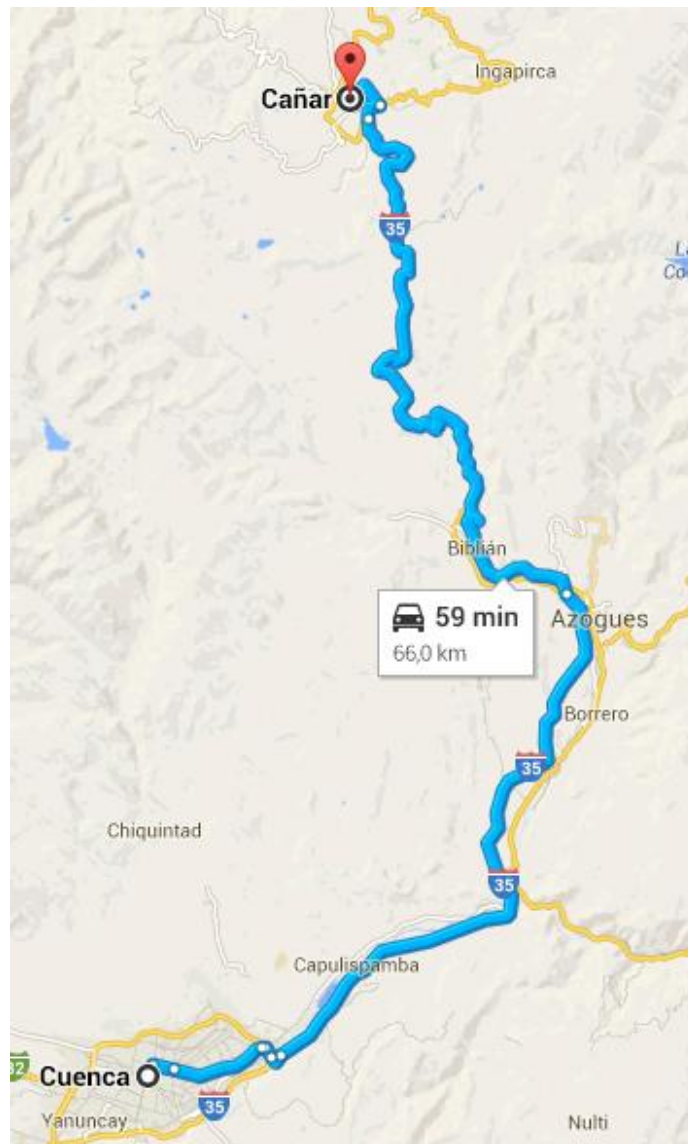 Ingapirca
Cañar
35
Biblián
59 min
66,0 km
Azogues
Borrero
35
Chiquintad
35
Capulispamba
Cuenca
35
Yanuncay
Nulti